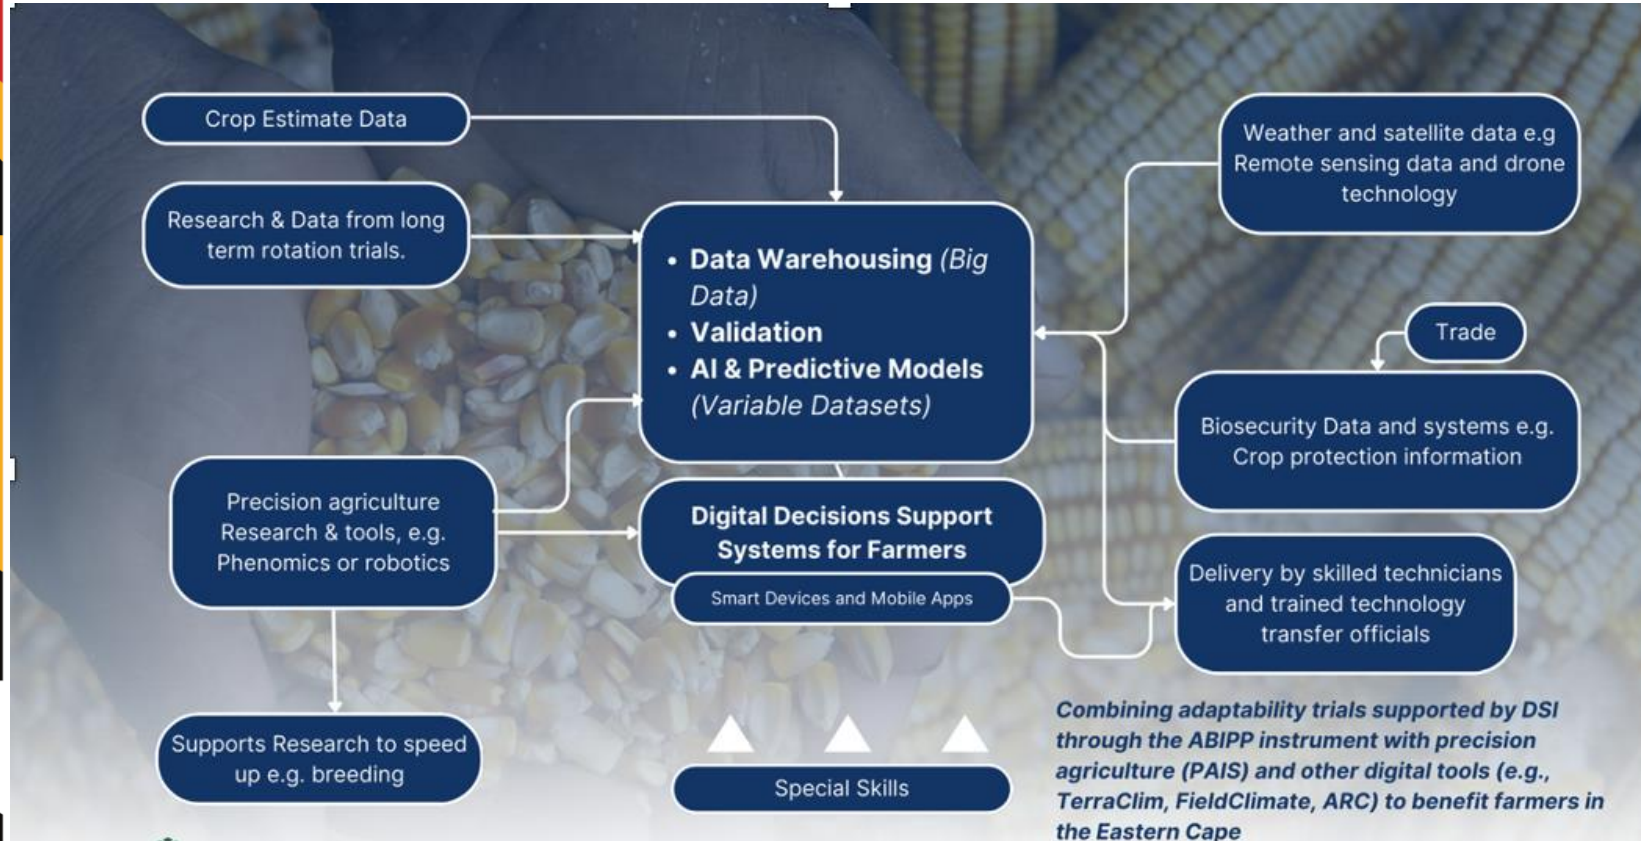 Crop Estimate Data
Research & Data from long
term rotation trials.
Precision agriculture
Research & tools, e.g.
Phenomics or robotics
Supports Research to speed
up e.g. breeding
• Data Warehousing (Big
Data)
• Validation
• AI & Predictive Models
(Variable Datasets)
Digital Decisions Support
Systems for Farmers
Smart Devices and Mobile Apps
Special Skills
Weather and satellite data e.g
Remote sensing data and drone
technology
Trade
Biosecurity Data and systems e.g.
Crop protection information
Delivery by skilled technicians
and trained technology
transfer officials
Combining adaptability trials supported by DSI
through the ABIPP instrument with precision
agriculture (PAIS) and other digital tools (e.g.,
TerraClim, FieldClimate, ARC) to benefit farmers in
the Eastern Cape